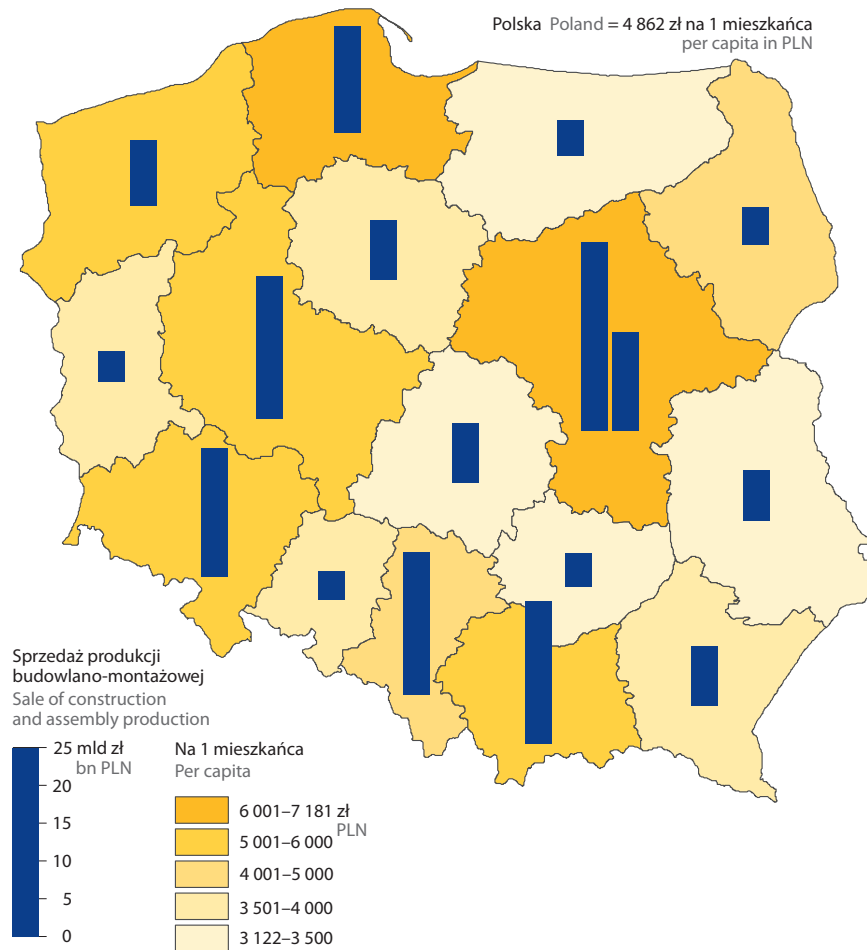 Polska Poland = 4 862 zł na 1 mieszkańca
per capita in PLN
Sprzedaż produkcji
budowlano-montażowej
Sale of construction
and assembly production
25 mld zł
bn PLN
20
15
10
5
0
Na 1 mieszkańca
Per capita
6 001–7 181 zł
PLN
5 001–6 000
4 001–5 000
3 501–4 000
3 122–3 500